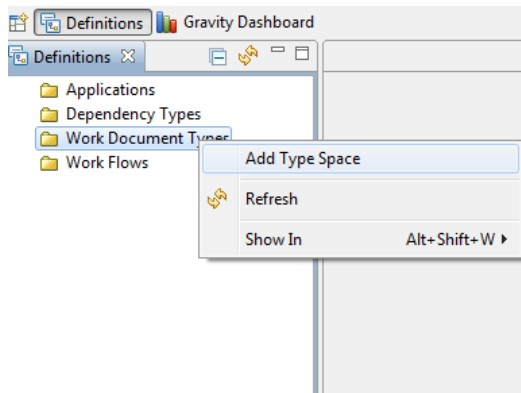 Definitions Gravity Dashboard
Definitions
Applications
Dependency Types
Work Document Types
Work Flows
Add Type Space
Refresh
Show In Alt+Shift+W